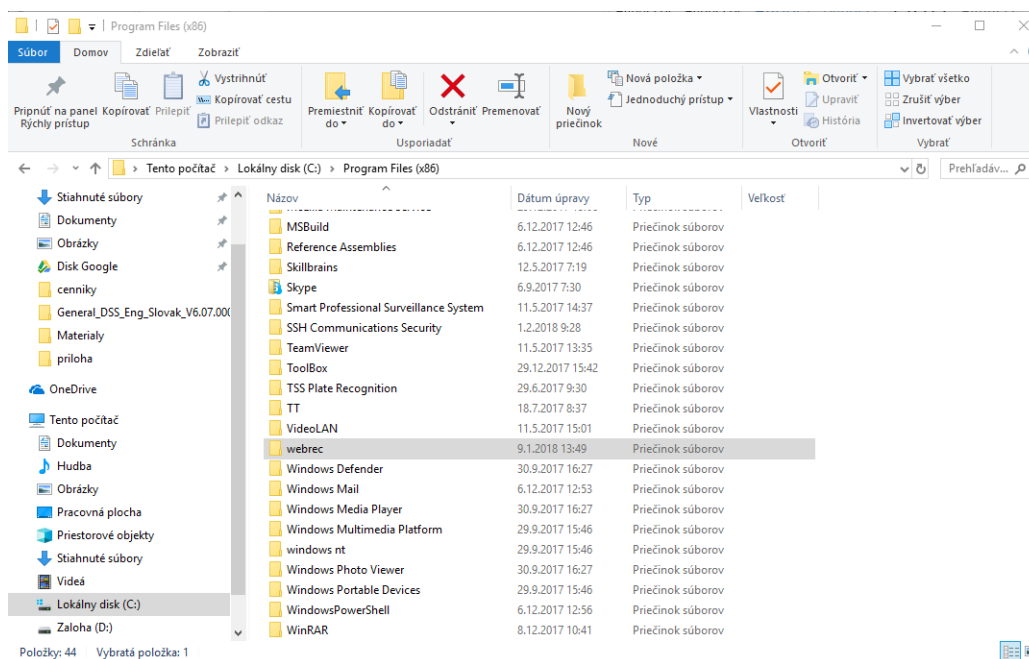 Program Files (x86)
Súbor Domov Zdieľať Zobraziť
Pripnúť na panel Rýchly prístup
Kopírovať
Prilepiť
Vystrihnúť
Kopírovať cestu
Prilepiť odkaz
Schránka
Premiestniť do
Kopírovať do
Odstrániť
Premenovať
Usporiadať
Nový priečinok
Nová položka
Jednoduchý prístup
Nové
Vlastnosti
Otvoriť
Upraviť
História
Otvoriť
Vybrať všetko
Zrušiť výber
Invertovať výber
Vybrať
Tento počítač > Lokálny disk (C:) > Program Files (x86)
Prehľadáv...
Stiahnuté súbory
Dokumenty
Obrázky
Disk Google
cenniky
General_DSS_Eng_Slovak_V6.07.000
Materialy
priloha
OneDrive
Tento počítač
Dokumenty
Hudba
Obrázky
Pracovná plocha
Priestorové objekty
Stiahnuté súbory
Videá
Lokálny disk (C:)
Zaloha (D:)
Názov Dátum úpravy Typ Veľkosť
MSBuild 6.12.2017 12:46 Priečinok súborov
Reference Assemblies 6.12.2017 12:46 Priečinok súborov
Skillbrains 12.5.2017 7:19 Priečinok súborov
Skype 6.9.2017 7:30 Priečinok súborov
Smart Professional Surveillance System 11.5.2017 14:37 Priečinok súborov
SSH Communications Security 1.2.2018 9:28 Priečinok súborov
TeamViewer 11.5.2017 13:35 Priečinok súborov
ToolBox 29.12.2017 15:42 Priečinok súborov
TSS Plate Recognition 29.6.2017 9:30 Priečinok súborov
TT 18.7.2017 8:37 Priečinok súborov
VideoLAN 11.5.2017 15:01 Priečinok súborov
webrec 9.1.2018 13:49 Priečinok súborov
Windows Defender 30.9.2017 16:27 Priečinok súborov
Windows Mail 6.12.2017 12:53 Priečinok súborov
Windows Media Player 30.9.2017 16:27 Priečinok súborov
Windows Multimedia Platform 29.9.2017 15:46 Priečinok súborov
windows nt 29.9.2017 15:46 Priečinok súborov
Windows Photo Viewer 30.9.2017 16:27 Priečinok súborov
Windows Portable Devices 29.9.2017 15:46 Priečinok súborov
WindowsPowerShell 6.12.2017 12:56 Priečinok súborov
WinRAR 8.12.2017 10:41 Priečinok súborov
Položky: 44 Vybratá položka: 1